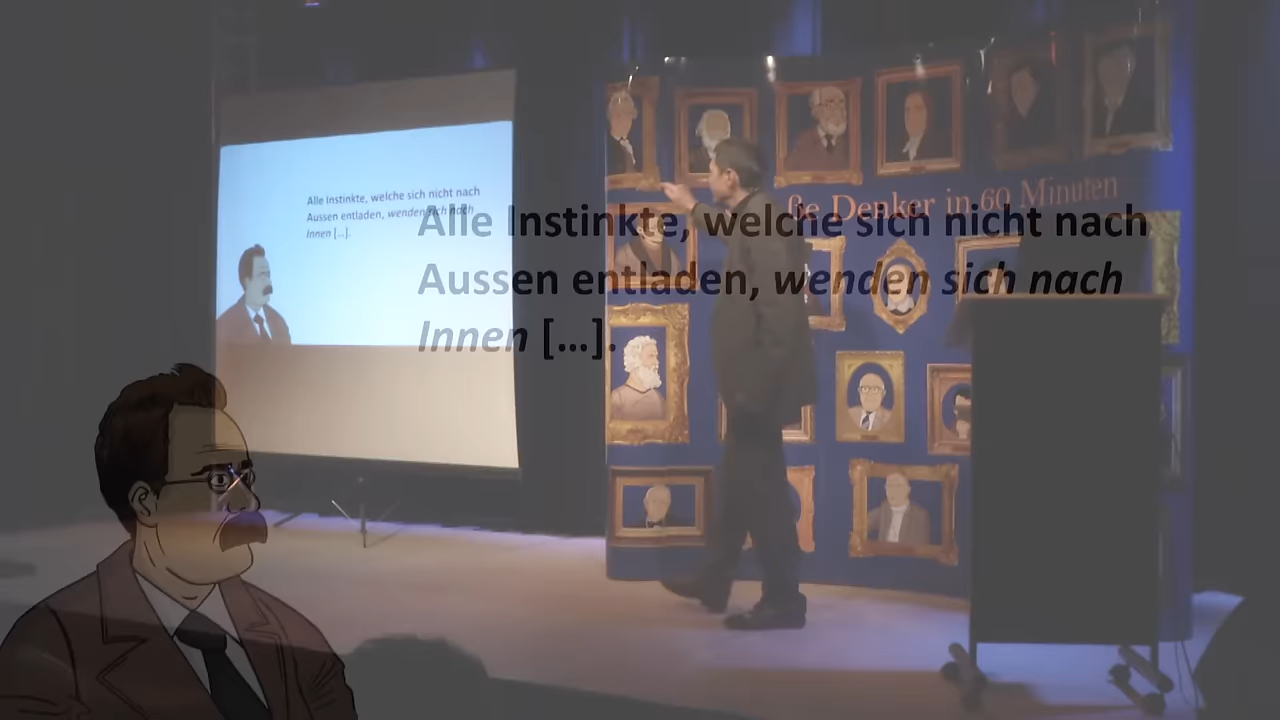 Alle Instinkte, welche sich nicht nach
Aussen entladen, wenden sich nach
Innen [...].
ße Denker in 60 Minuten
Alle Instinkte, welche sich nicht nach
Aussen entladen, wenden sich nach
Innen [...].